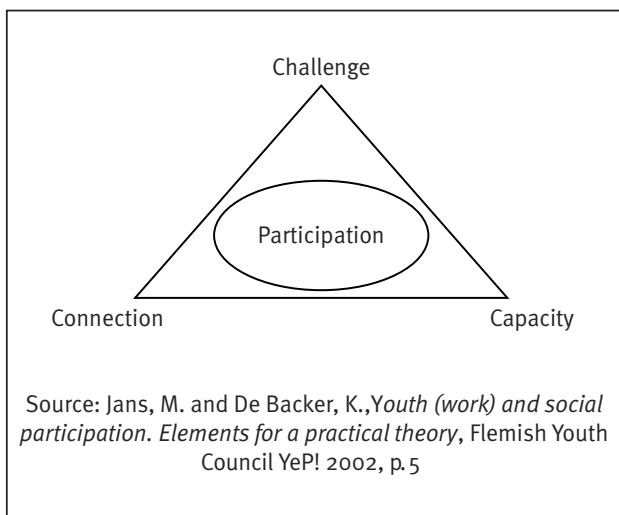 Challenge
Participation
Connection Capacity
Source: Jans, M. and De Backer, K.,Youth (work) and social
participation. Elements for a practical theory, Flemish Youth
Council YeP! 2002, p.5